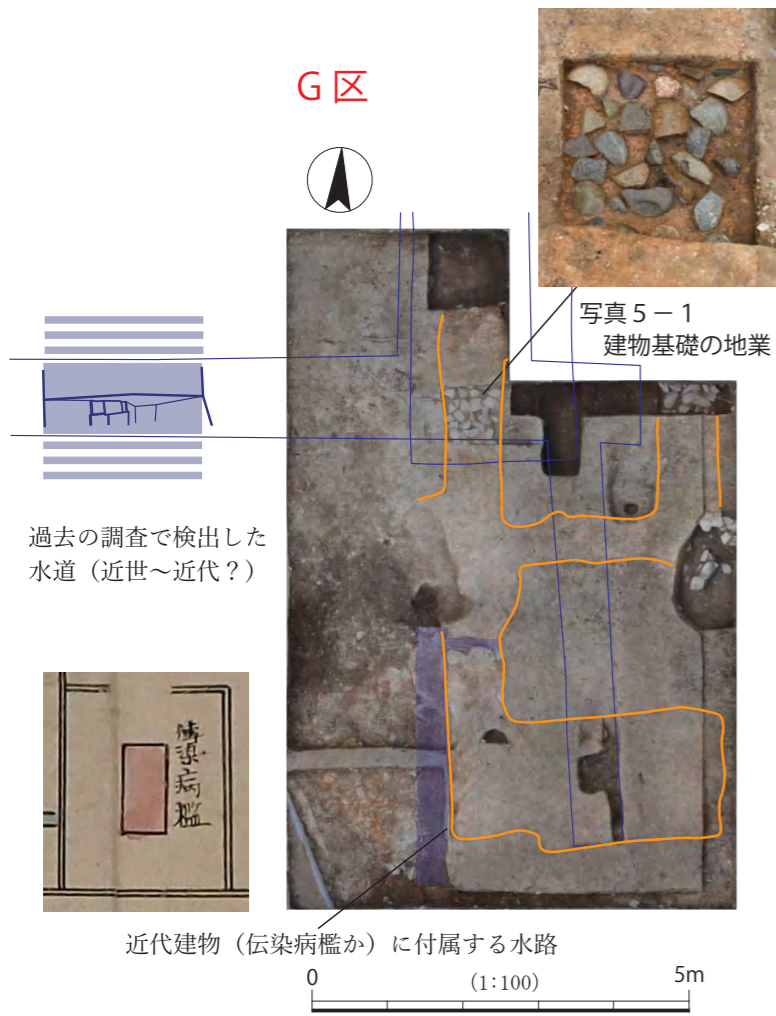 G区
写真5－1
建物基礎の地業
過去の調査で検出した
水道（近世～近代？）
傳染病檻
近代建物（伝染病檻か）に付属する水路
0
(1:100)
5m